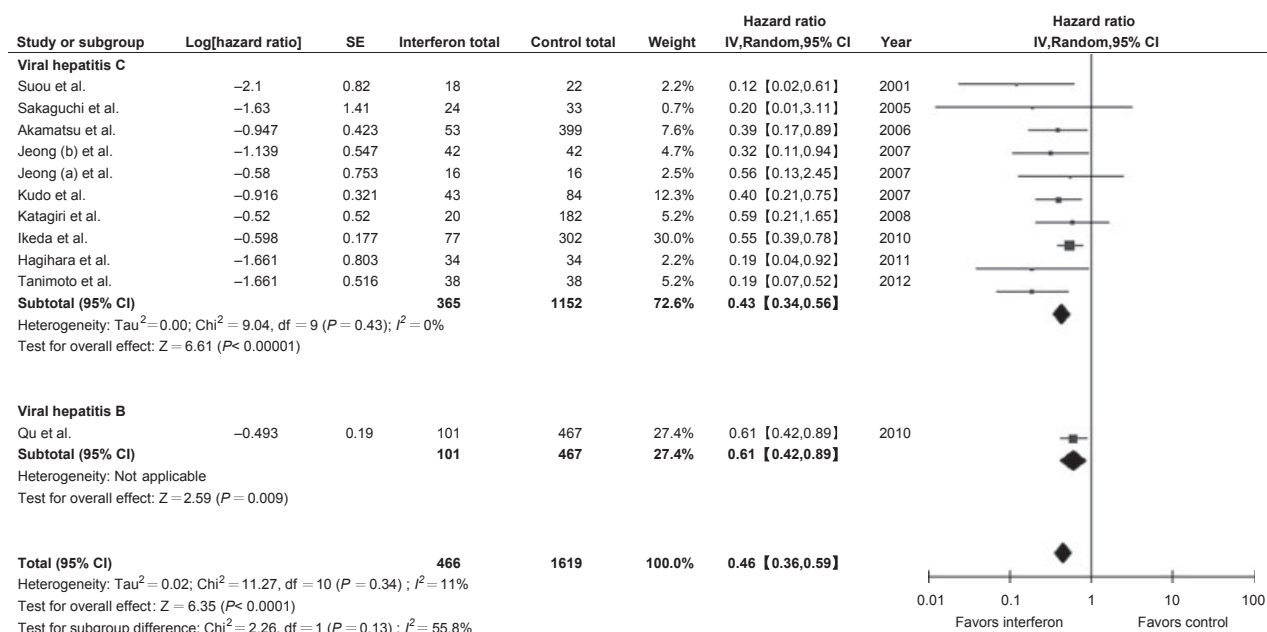 Hazard ratio Hazard ratio
Study or subgroup Log[hazard ratio] SE Interferon total Control total Weight IV,Random,95% CI Year IV,Random,95% CI
Viral hepatitis C
Suou et al. –2.1 0.82 18 22 2.2% 0.12【0.02,0.61】 2001
Sakaguchi et al. –1.63 1.41 24 33 0.7% 0.20【0.01,3.11】 2005
Akamatsu et al. –0.947 0.423 53 399 7.6% 0.39【0.17,0.89】 2006
Jeong (b) et al. –1.139 0.547 42 42 4.7% 0.32【0.11,0.94】 2007
Jeong (a) et al. –0.58 0.753 16 16 2.5% 0.56【0.13,2.45】 2007
Kudo et al. –0.916 0.321 43 84 12.3% 0.40【0.21,0.75】 2007
Katagiri et al. –0.52 0.52 20 182 5.2% 0.59【0.21,1.65】 2008
Ikeda et al. –0.598 0.177 77 302 30.0% 0.55【0.39,0.78】 2010
Hagihara et al. –1.661 0.803 34 34 2.2% 0.19【0.04,0.92】 2011
Tanimoto et al. –1.661 0.516 38 38 5.2% 0.19【0.07,0.52】 2012
Subtotal (95% CI) 365 1152 72.6% 0.43【0.34,0.56】
Heterogeneity: Tau²=0.00; Chi² = 9.04, df = 9 (P = 0.43); I² = 0%
Test for overall effect: Z = 6.61 (P< 0.00001)
Viral hepatitis B
Qu et al. –0.493 0.19 101 467 27.4% 0.61【0.42,0.89】 2010
Subtotal (95% CI) 101 467 27.4% 0.61【0.42,0.89】
Heterogeneity: Not applicable
Test for overall effect: Z = 2.59 (P = 0.009)
Total (95% CI) 466 1619 100.0% 0.46【0.36,0.59】
Heterogeneity: Tau² = 0.02; Chi² = 11.27, df = 10 (P = 0.34) ; I² = 11%
Test for overall effect: Z = 6.35 (P< 0.0001)
Test for subgroup difference: Chi² = 2.26, df = 1 (P = 0.13) ; I² = 55.8%
0.01 0.1 1 10 100
Favors interferon Favors control